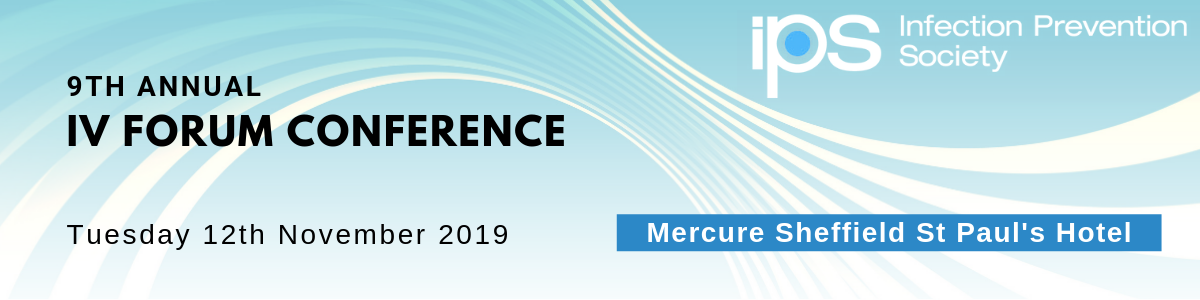 ips Infection Prevention
Society
9TH ANNUAL
IV FORUM CONFERENCE
Tuesday 12th November 2019
Mercure Sheffield St Paul's Hotel